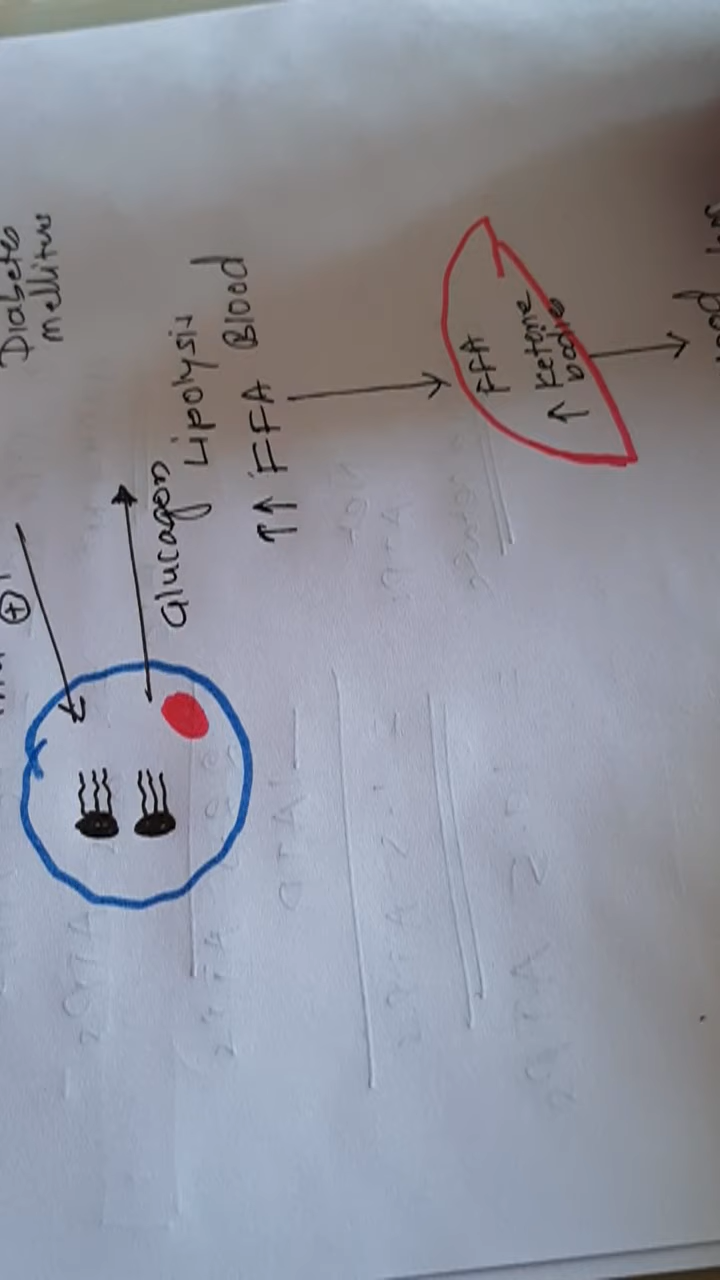 Diabetes
mellitus
+
Glucagon
Lipolysis
↑↑ FFA Blood
FFA
↑ Ketone
bodies